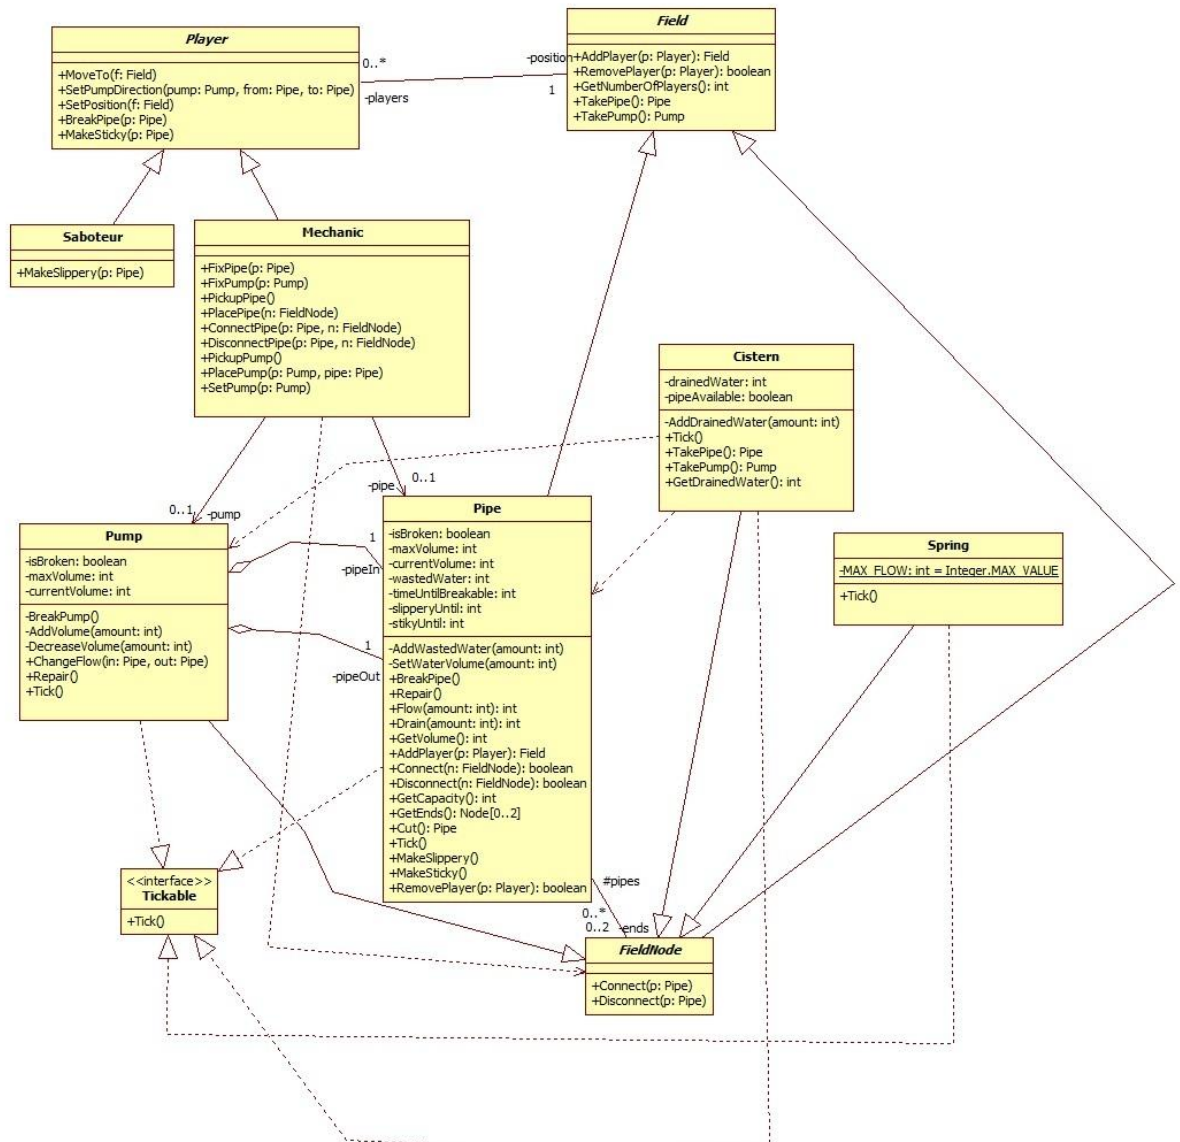 Player
+MoveTo(f: Field)
+SetPumpDirection(pump: Pump, from: Pipe, to: Pipe)
+SetPosition(f: Field)
+BreakPipe(p: Pipe)
+MakeSticky(p: Pipe)
0..*
-players
-position
1
Field
+AddPlayer(p: Player): Field
+RemovePlayer(p: Player): boolean
+GetNumberOfPlayers(): int
+TakePipe(): Pipe
+TakePump(): Pump
Saboteur
+MakeSlippery(p: Pipe)
Mechanic
+FixPipe(p: Pipe)
+FixPump(p: Pump)
+PickupPipe()
+PlacePipe(n: FieldNode)
+ConnectPipe(p: Pipe, n: FieldNode)
+DisconnectPipe(p: Pipe, n: FieldNode)
+PickupPump()
+PlacePump(p: Pump, pipe: Pipe)
+SetPump(p: Pump)
Cistern
-drainedWater: int
-pipeAvailable: boolean
-AddDrainedWater(amount: int)
+Tick()
+TakePipe(): Pipe
+TakePump(): Pump
+GetDrainedWater(): int
0..1
-pump
-pipe
0..1
Pump
-isBroken: boolean
-maxVolume: int
-currentVolume: int
-BreakPump()
-AddVolume(amount: int)
-DecreaseVolume(amount: int)
+ChangeFlow(in: Pipe, out: Pipe)
+Repair()
+Tick()
1
-pipeIn
1
-pipeOut
Pipe
-isBroken: boolean
-maxVolume: int
-currentVolume: int
-wastedWater: int
-timeUntilBreakable: int
-slipperyUntil: int
-stikyUntil: int
-AddWastedWater(amount: int)
-SetWaterVolume(amount: int)
+BreakPipe()
+Repair()
+Flow(amount: int): int
+Drain(amount: int): int
+GetVolume(): int
+AddPlayer(p: Player): Field
+Connect(n: FieldNode): boolean
+Disconnect(n: FieldNode): boolean
+GetCapacity(): int
+GetEnds(): Node[0..2]
+Cut(): Pipe
+Tick()
+MakeSlippery()
+MakeSticky()
+RemovePlayer(p: Player): boolean
Spring
-MAX_FLOW: int = Integer.MAX_VALUE
+Tick()
<<interface>>
Tickable
+Tick()
#pipes
0..*
0..2
-ends
FieldNode
+Connect(p: Pipe)
+Disconnect(p: Pipe)